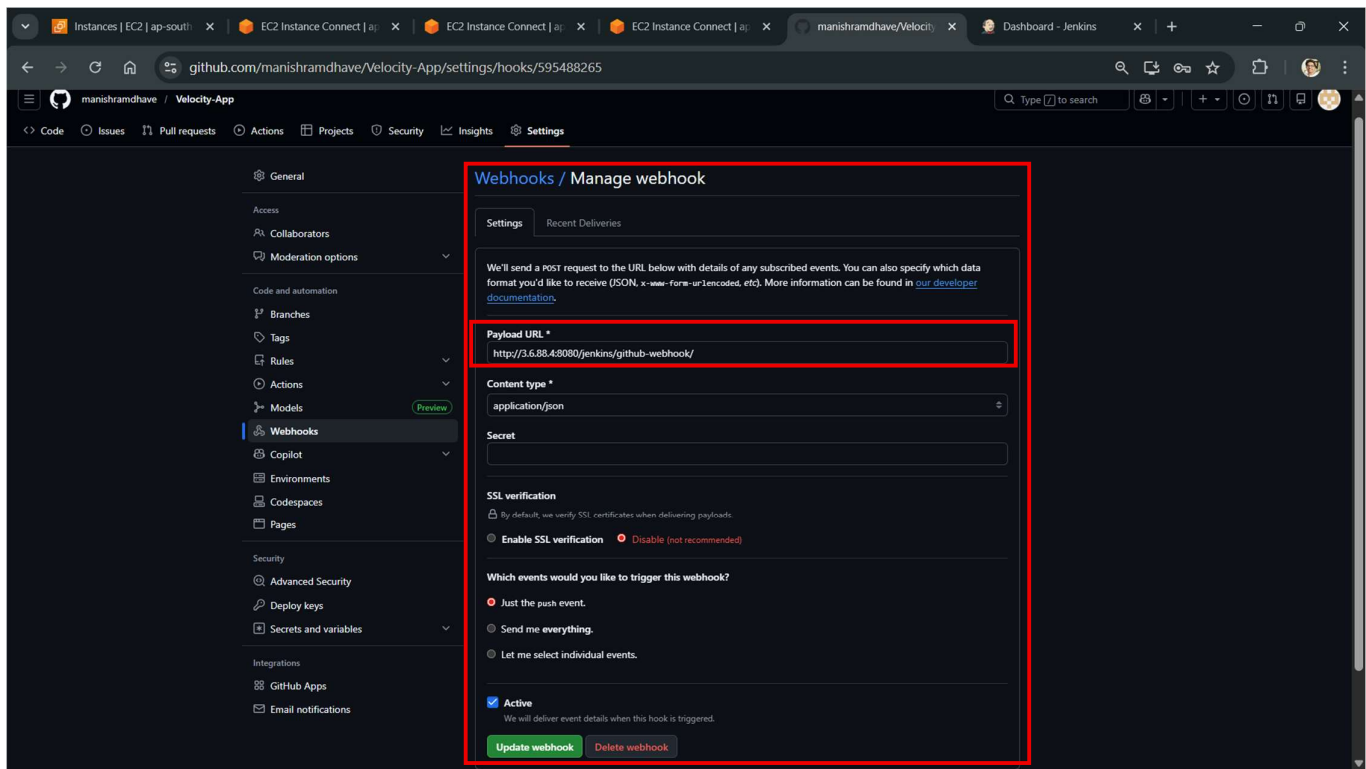 Instances | EC2 | ap-south
EC2 Instance Connect | ap
EC2 Instance Connect | ap
EC2 Instance Connect | ap
manishramdhave/Velocity
Dashboard - Jenkins
github.com/manishramdhave/Velocity-App/settings/hooks/595488265
manishramdhave / Velocity-App
Type / to search
Code
Issues
Pull requests
Actions
Projects
Security
Insights
Settings
General
Access
Collaborators
Moderation options
Code and automation
Branches
Tags
Rules
Actions
Models
Preview
Webhooks
Copilot
Environments
Codespaces
Pages
Security
Advanced Security
Deploy keys
Secrets and variables
Integrations
GitHub Apps
Email notifications
Webhooks / Manage webhook
Settings
Recent Deliveries
We'll send a POST request to the URL below with details of any subscribed events. You can also specify which data
format you'd like to receive (JSON, x-www-form-urlencoded, etc). More information can be found in our developer
documentation.
Payload URL *
http://3.6.88.4:8080/jenkins/github-webhook/
Content type *
application/json
Secret
SSL verification
By default, we verify SSL certificates when delivering payloads.
Enable SSL verification
Disable (not recommended)
Which events would you like to trigger this webhook?
Just the push event.
Send me everything.
Let me select individual events.
Active
We will deliver event details when this hook is triggered.
Update webhook
Delete webhook